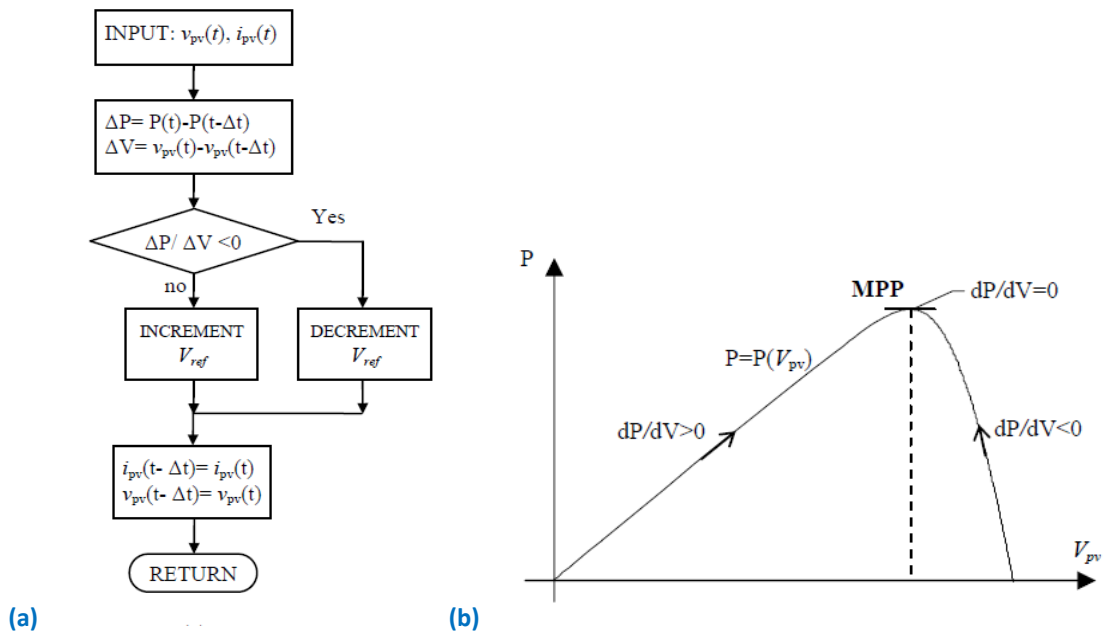 INPUT: vpv(t), ipv(t)
ΔP= P(t)-P(t-Δt)
ΔV= vpv(t)-vpv(t-Δt)
Yes
ΔP/ ΔV <0
no
INCREMENT
Vref
DECREMENT
Vref
ipv(t- Δt)= ipv(t)
vpv(t- Δt)= vpv(t)
RETURN
(a)
P
MPP
dP/dV=0
P=P(Vpv)
dP/dV>0
dP/dV<0
Vpv
(b)